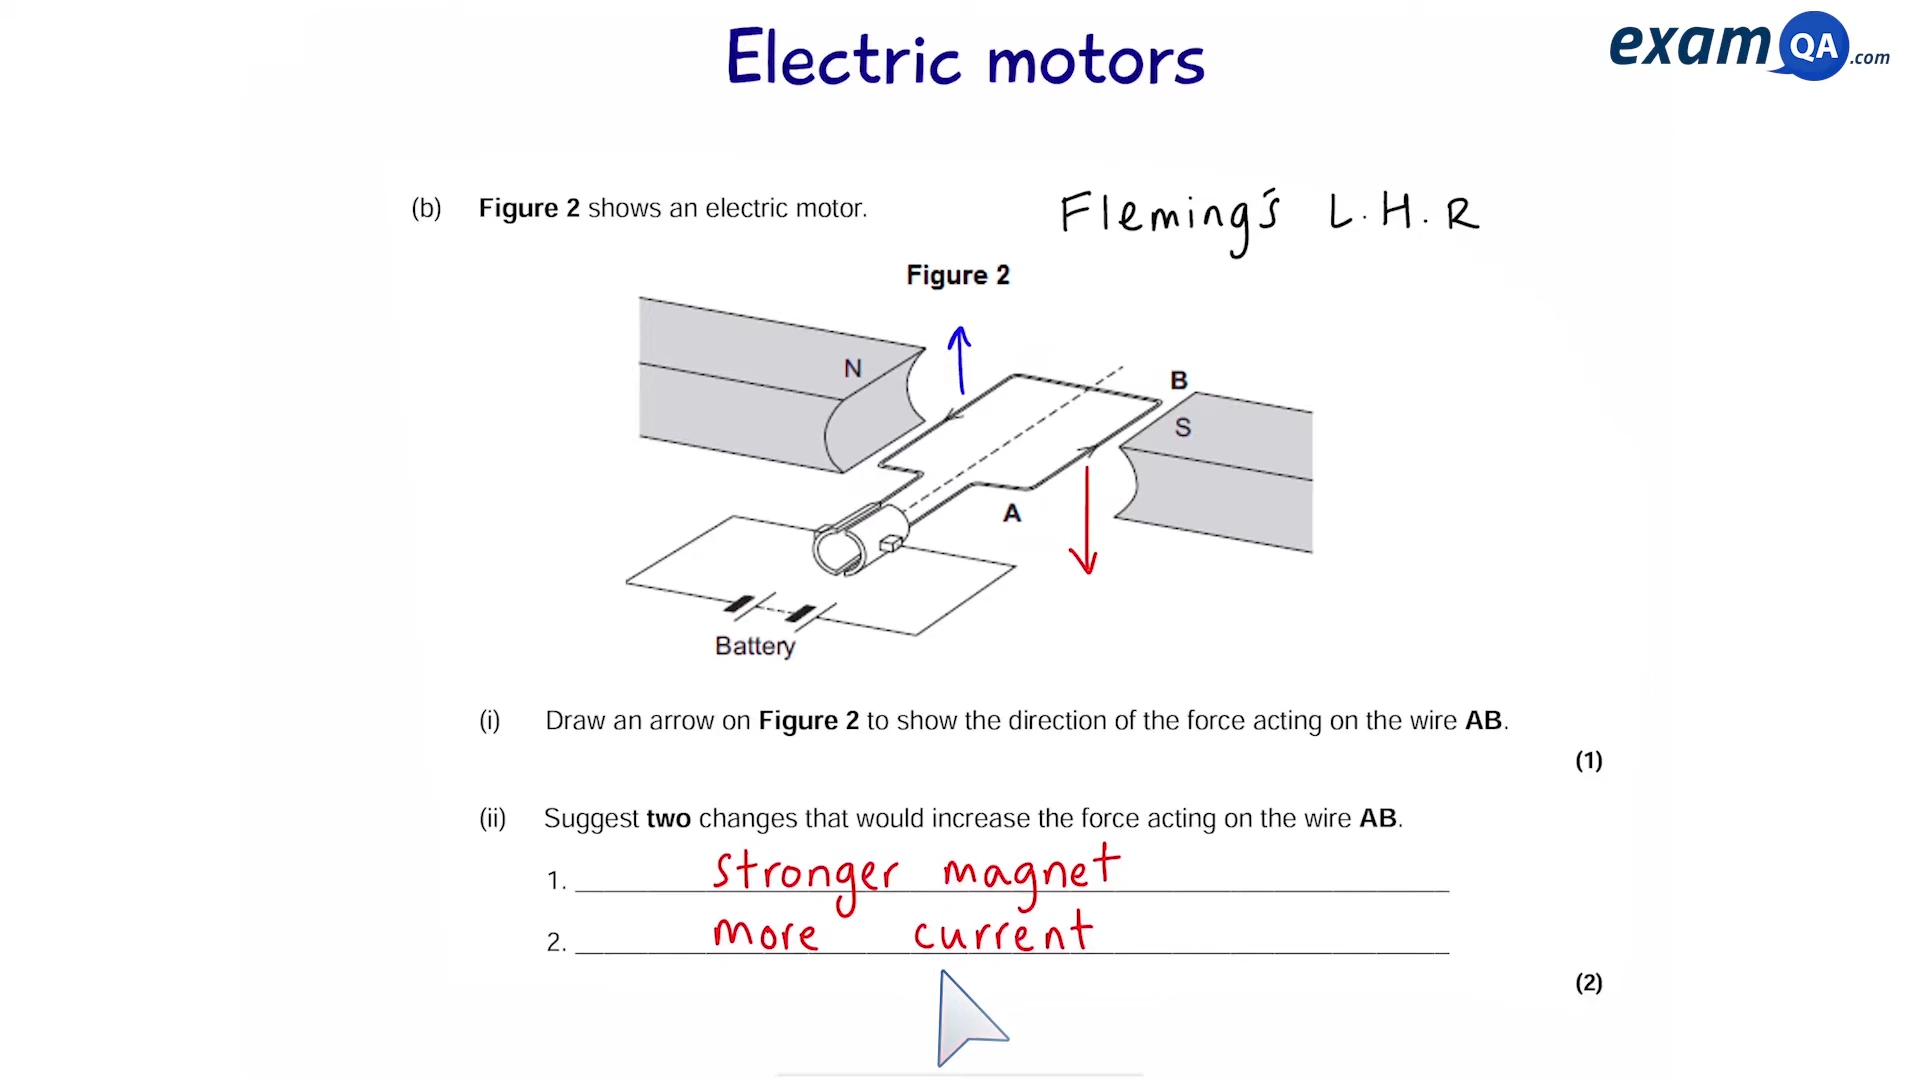 Electric motors
exam QA .com
(b) Figure 2 shows an electric motor.
Fleming's L.H.R
Figure 2
N
B
S
A
Battery
(i) Draw an arrow on Figure 2 to show the direction of the force acting on the wire AB.
(1)
(ii) Suggest two changes that would increase the force acting on the wire AB.
1. stronger magnet
2. more current
(2)